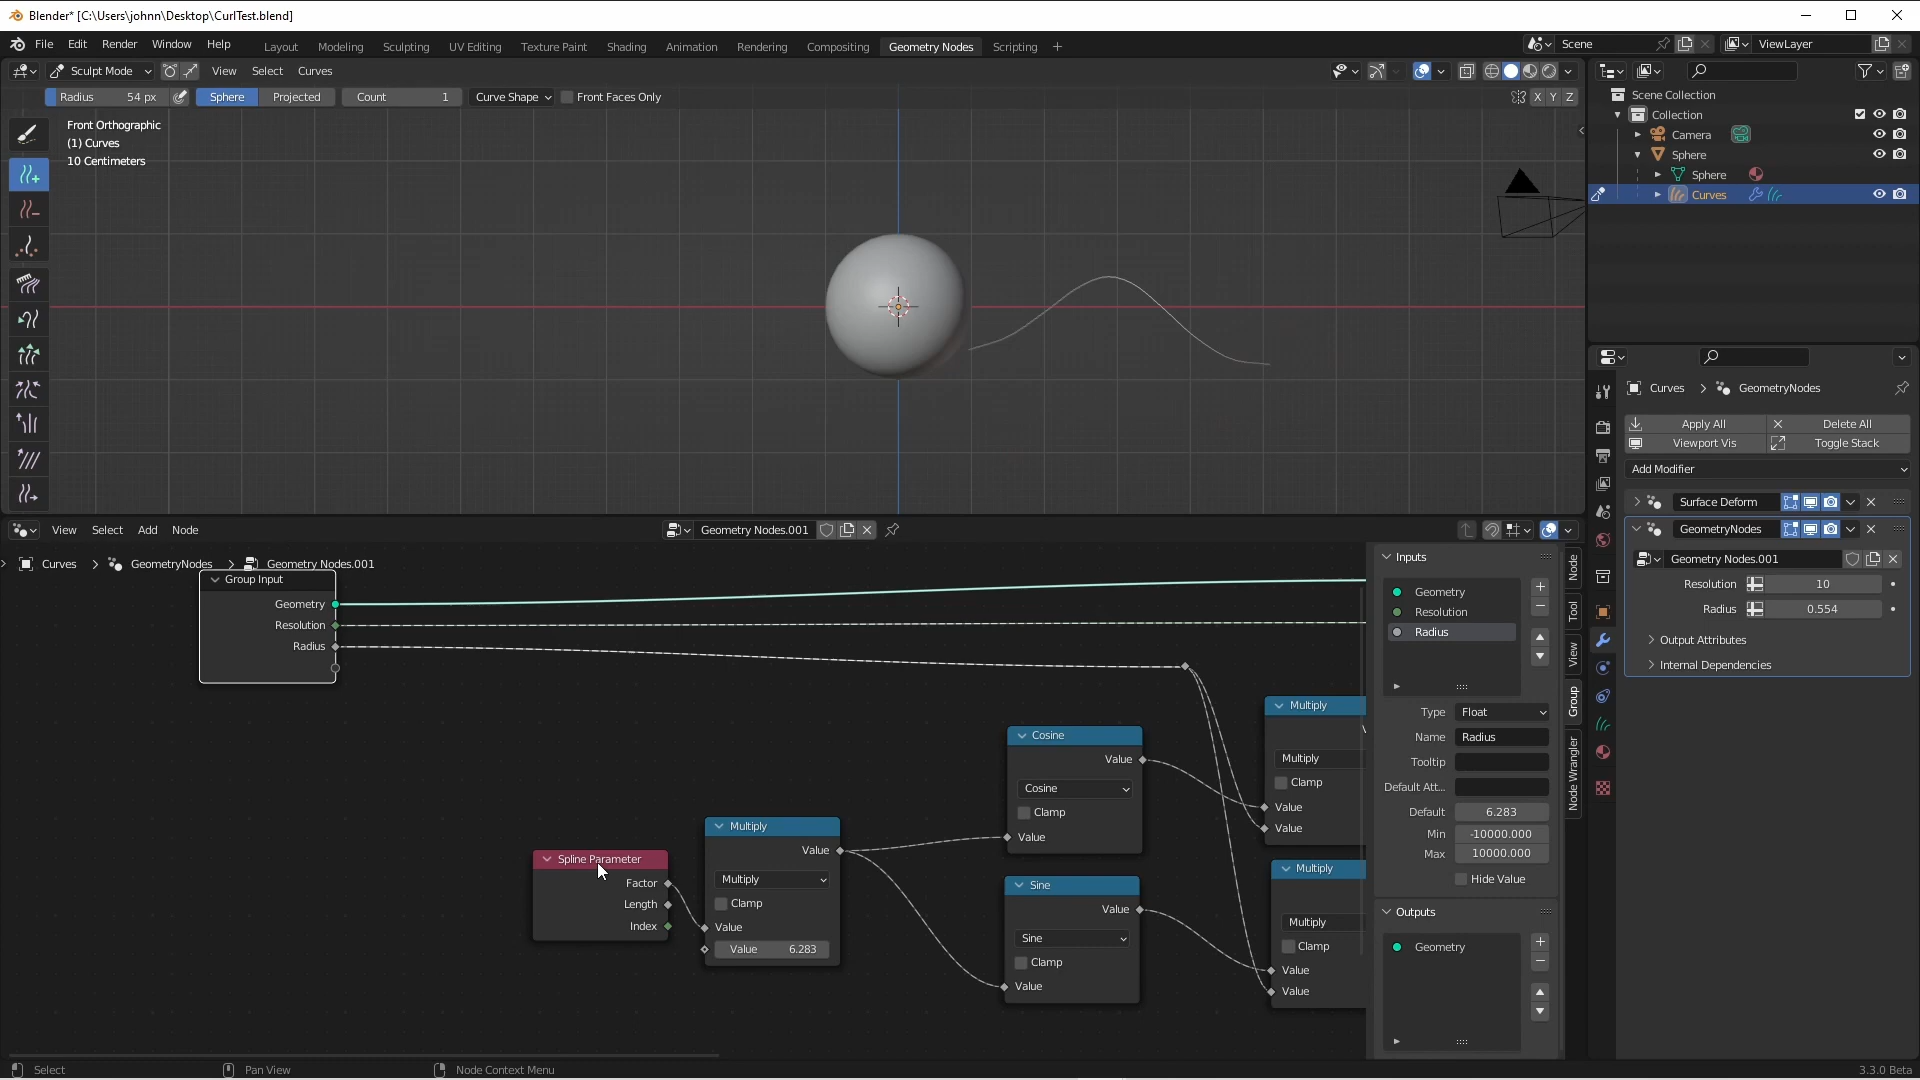 Blender* [C:\Users\johnn\Desktop\CurlTest.blend]
File Edit Render Window Help
Layout Modeling Sculpting UV Editing Texture Paint Shading Animation Rendering Compositing Geometry Nodes Scripting +
Scene
ViewLayer
Sculpt Mode
View Select Curves
Radius 54 px Sphere Projected Count 1 Curve Shape Front Faces Only X Y Z
Front Orthographic
(1) Curves
10 Centimeters
Scene Collection
Collection
Camera
Sphere
Sphere
Curves
Curves > GeometryNodes
Apply All
Delete All
Viewport Vis
Toggle Stack
Add Modifier
Surface Deform
GeometryNodes
Geometry Nodes.001
Resolution 10
Radius 0.554
Output Attributes
Internal Dependencies
View Select Add Node
Geometry Nodes.001
Curves > GeometryNodes > Geometry Nodes.001
Group Input
Geometry
Resolution
Radius
Spline Parameter
Factor
Length
Index
Multiply
Value
Multiply
Clamp
Value
Value 6.283
Cosine
Value
Cosine
Clamp
Value
Sine
Value
Sine
Clamp
Value
Multiply
Multiply
Clamp
Value
Value
Multiply
Multiply
Clamp
Value
Value
Inputs
Geometry
Resolution
Radius
Type Float
Name Radius
Tooltip
Default Att...
Default 6.283
Min -10000.000
Max 10000.000
Hide Value
Outputs
Geometry
Node
Tool
View
Group
Node Wrangler
Select
Pan View
Node Context Menu
3.3.0 Beta